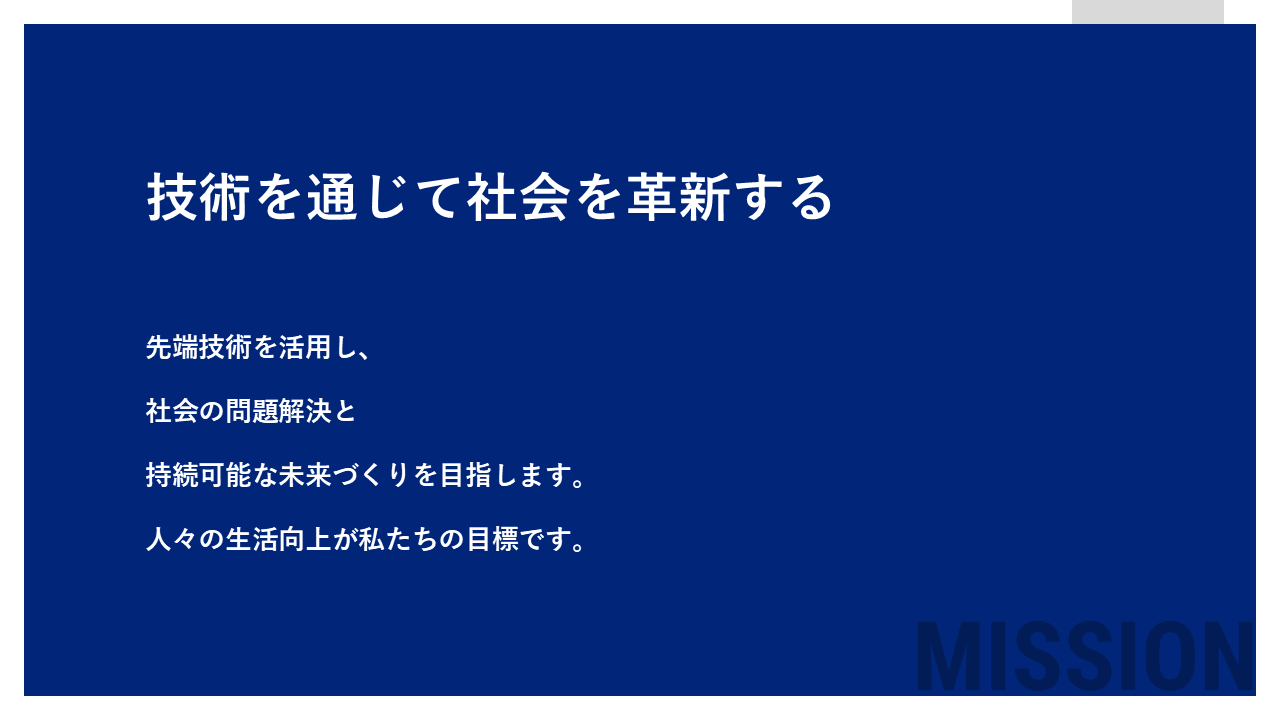 技術を通じて社会を革新する
先端技術を活用し、
社会の問題解決と
持続可能な未来づくりを目指します。
人々の生活向上が私たちの目標です。
MISSION